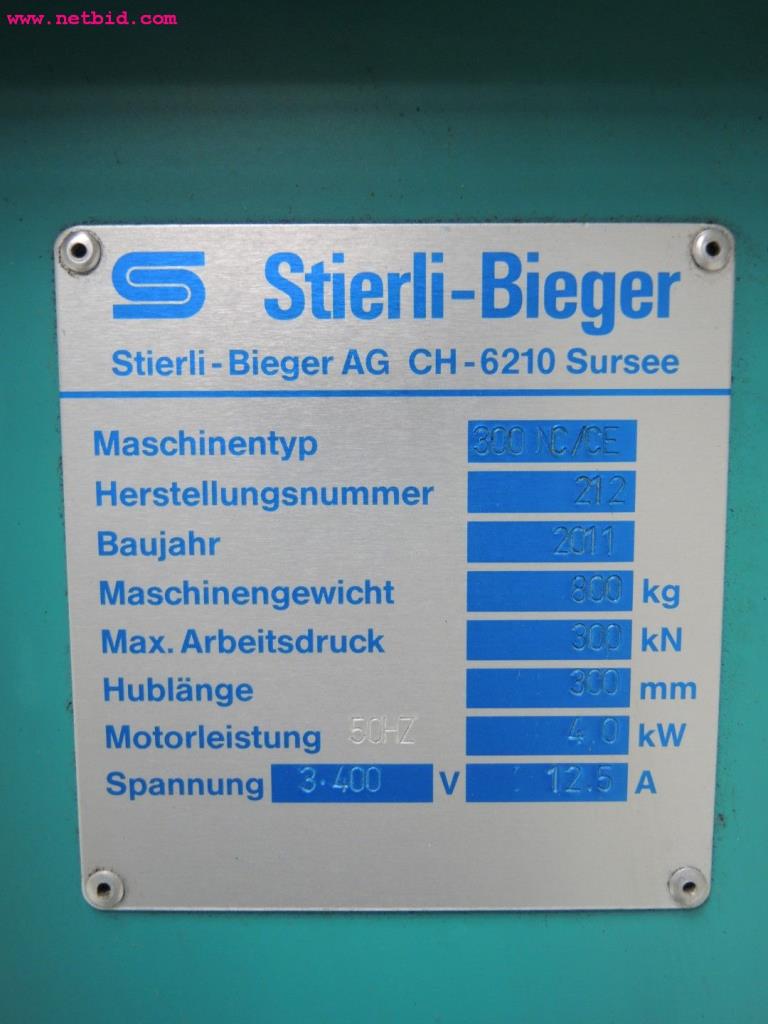 www.netbid.com
Stierli-Bieger
Stierli-Bieger AG CH-6210 Sursee
Maschinentyp 300 NC/CE
Herstellungsnummer 212
Baujahr 2011
Maschinengewicht 800 kg
Max. Arbeitsdruck 300 kN
Hublänge 300 mm
Motorleistung 50HZ 4.0 kW
Spannung 3·400 V 12.5 A